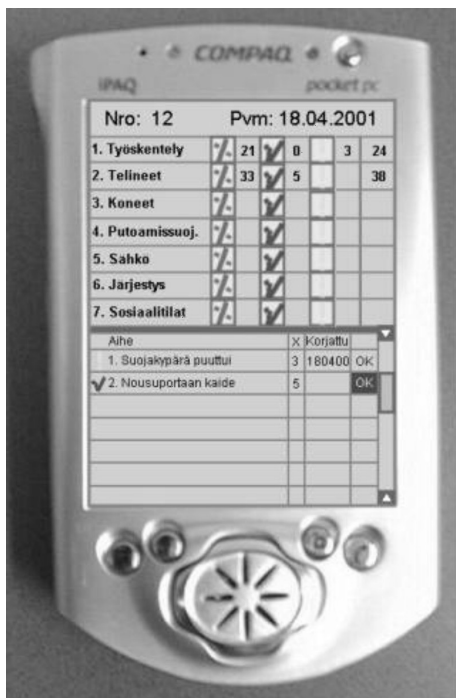 COMPAQ
iPAQ pocket pc
Nro: 12 Pvm: 18.04.2001
1. Työskentely 21 0 3 24
2. Telineet 33 5 38
3. Koneet
4. Putoamissuoj.
5. Sähkö
6. Järjestys
7. Sosiaalitilat
Aihe X Korjattu
1. Suojakypärä puuttui 3 180400 OK
2. Nousuportaan kaide 5 OK